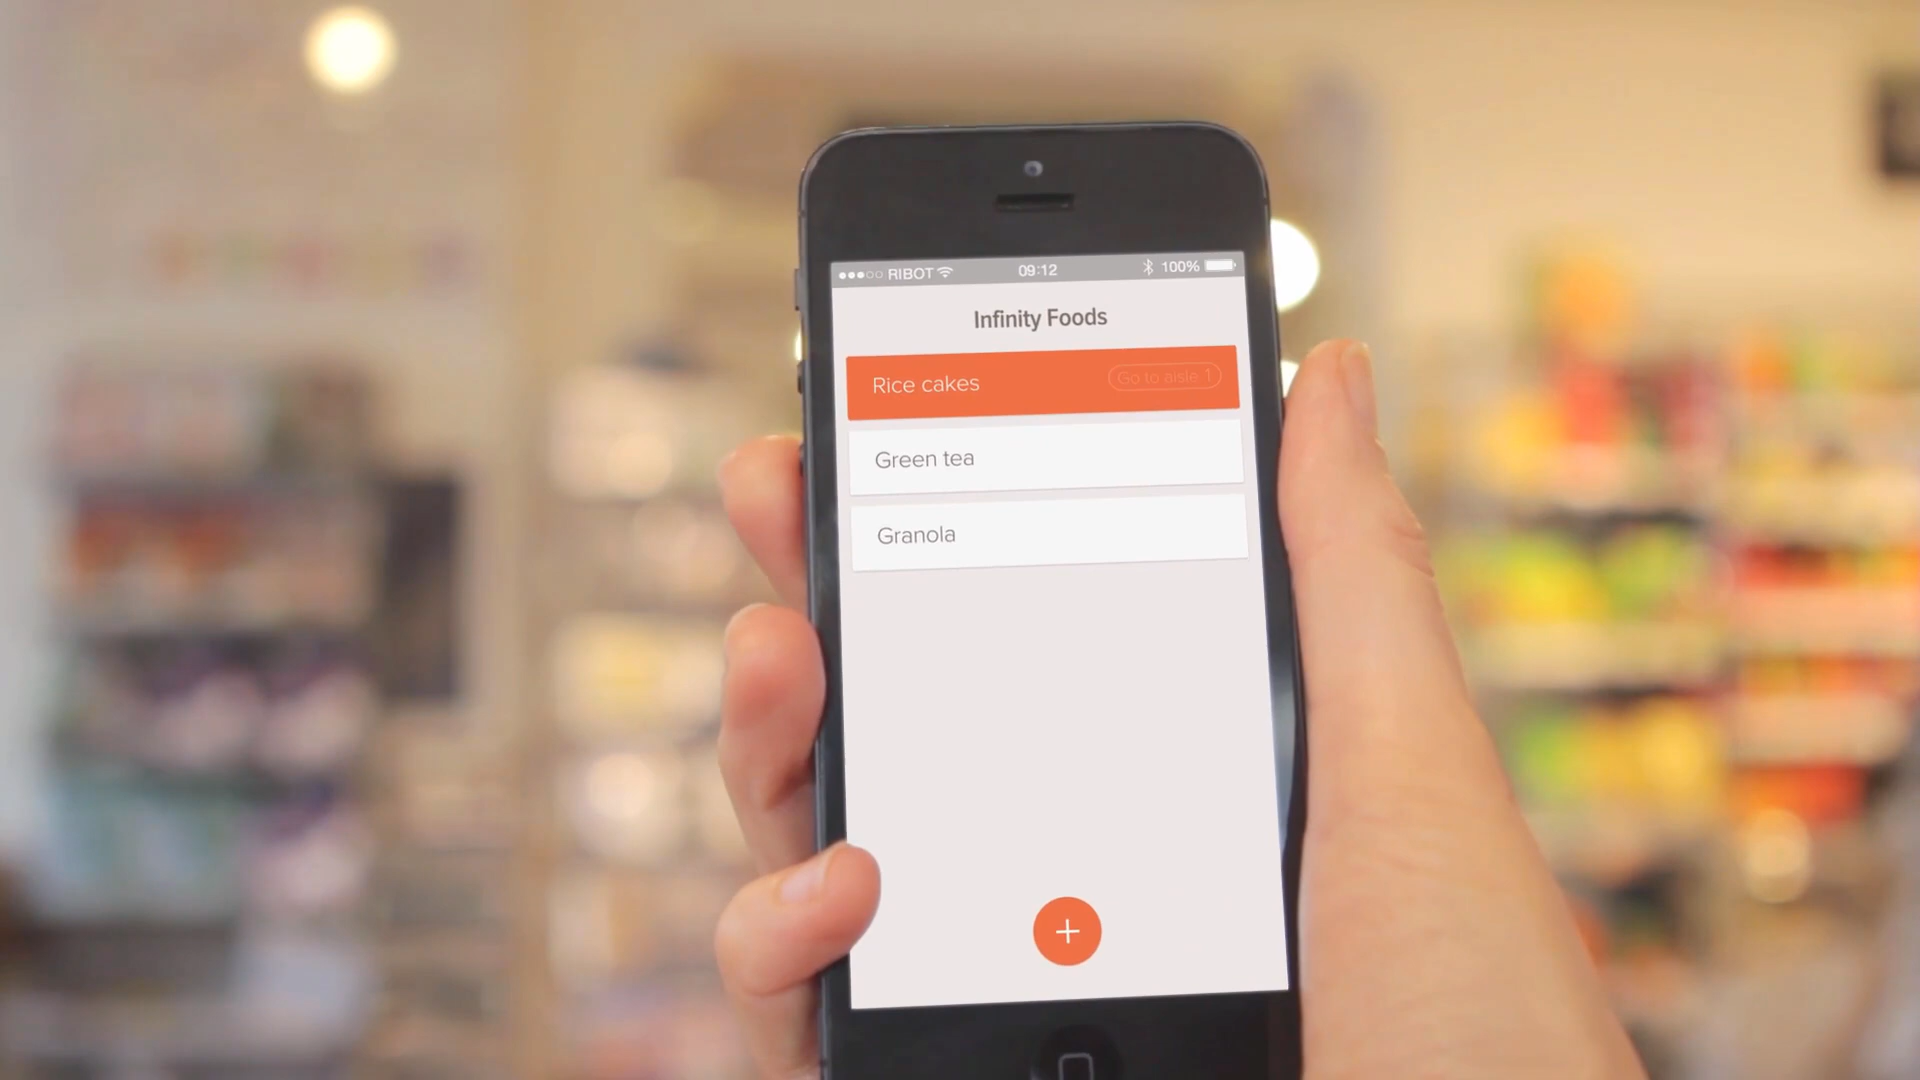 RIBOT 09:12 100%
Infinity Foods
Rice cakes Go to aisle 1
Green tea
Granola
+